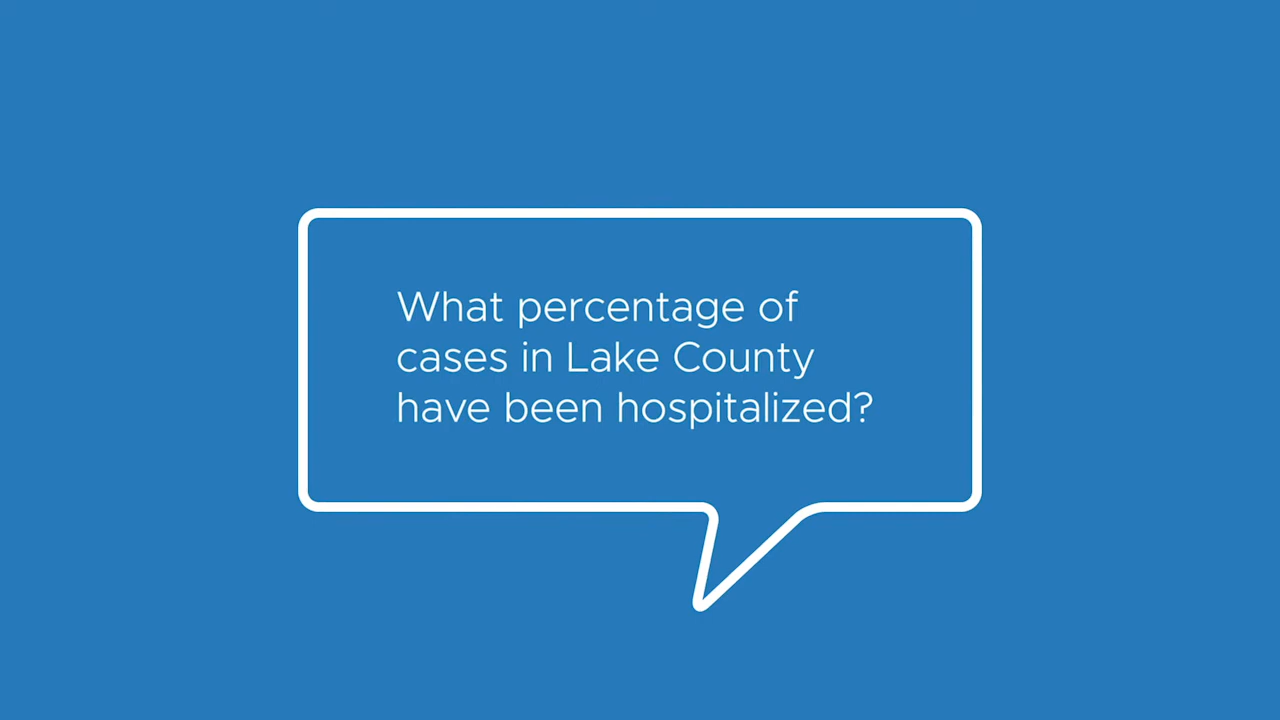 What percentage of
cases in Lake County
have been hospitalized?